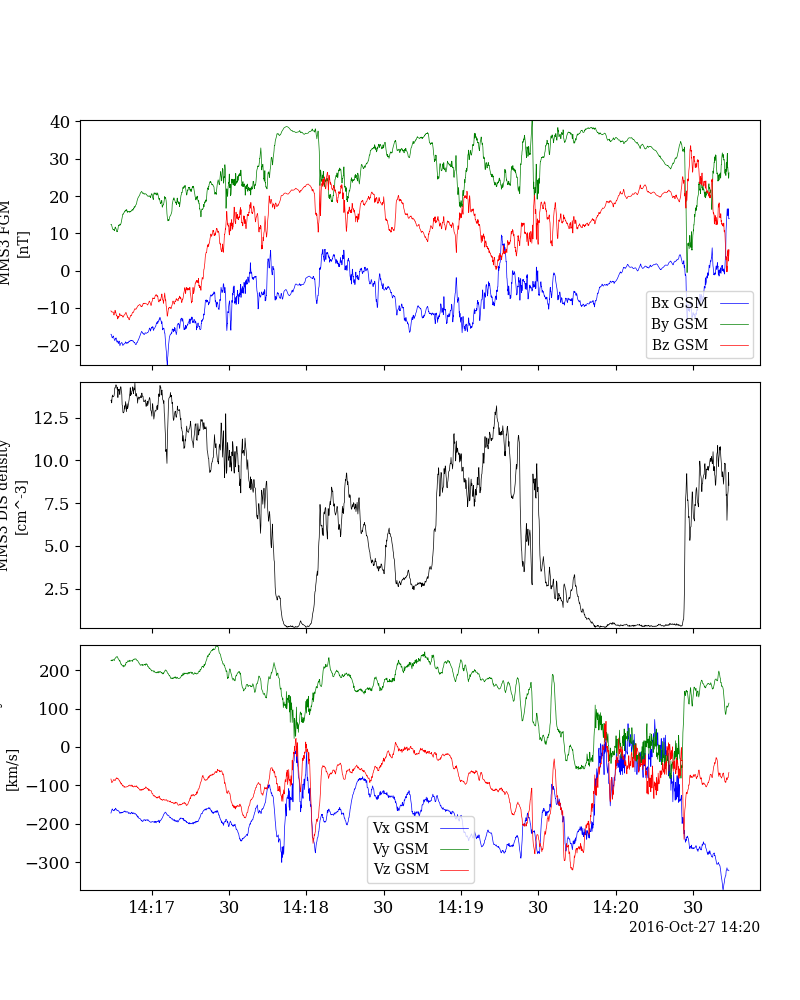 40
30
20
10
0
−10
−20
MMS3 FGM
[nT]
Bx GSM
By GSM
Bz GSM
12.5
10.0
7.5
5.0
2.5
MMS3 DIS density
[cm^-3]
200
100
0
−100
−200
−300
[km/s]
Vx GSM
Vy GSM
Vz GSM
14:17 30 14:18 30 14:19 30 14:20 30
2016-Oct-27 14:20